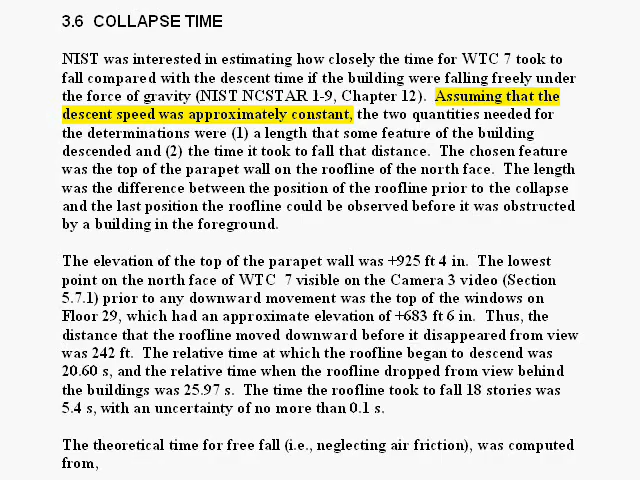 3.6 COLLAPSE TIME
NIST was interested in estimating how closely the time for WTC 7 took to
fall compared with the descent time if the building were falling freely under
the force of gravity (NIST NCSTAR 1-9, Chapter 12). Assuming that the
descent speed was approximately constant, the two quantities needed for
the determinations were (1) a length that some feature of the building
descended and (2) the time it took to fall that distance. The chosen feature
was the top of the parapet wall on the roofline of the north face. The length
was the difference between the position of the roofline prior to the collapse
and the last position the roofline could be observed before it was obstructed
by a building in the foreground.
The elevation of the top of the parapet wall was +925 ft 4 in. The lowest
point on the north face of WTC 7 visible on the Camera 3 video (Section
5.7.1) prior to any downward movement was the top of the windows on
Floor 29, which had an approximate elevation of +683 ft 6 in. Thus, the
distance that the roofline moved downward before it disappeared from view
was 242 ft. The relative time at which the roofline began to descend was
20.60 s, and the relative time when the roofline dropped from view behind
the buildings was 25.97 s. The time the roofline took to fall 18 stories was
5.4 s, with an uncertainty of no more than 0.1 s.
The theoretical time for free fall (i.e., neglecting air friction), was computed
from,